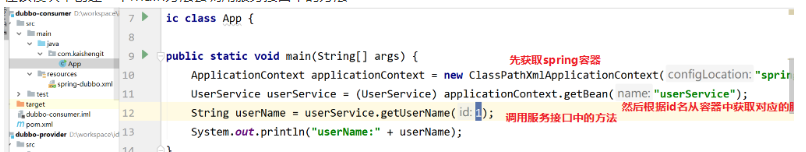 dubbo-consumer D:\workspace\
src
main
java
com.kaishengit
App
resources
spring-dubbo.xml
test
target
dubbo-consumer.iml
pom.xml
dubbo-provider D:\workspace\
7 ic class App {
8
9 public static void main(String[] args) {
先获取spring容器
10 ApplicationContext applicationContext = new ClassPathXmlApplicationContext( configLocation: "sprin
11 UserService userService = (UserService) applicationContext.getBean( name: "userService");
然后根据id名从容器中获取对应的
12 String userName = userService.getUserName( id: 1);
调用服务接口中的方法
13 System.out.println("userName:" + userName);
14 }